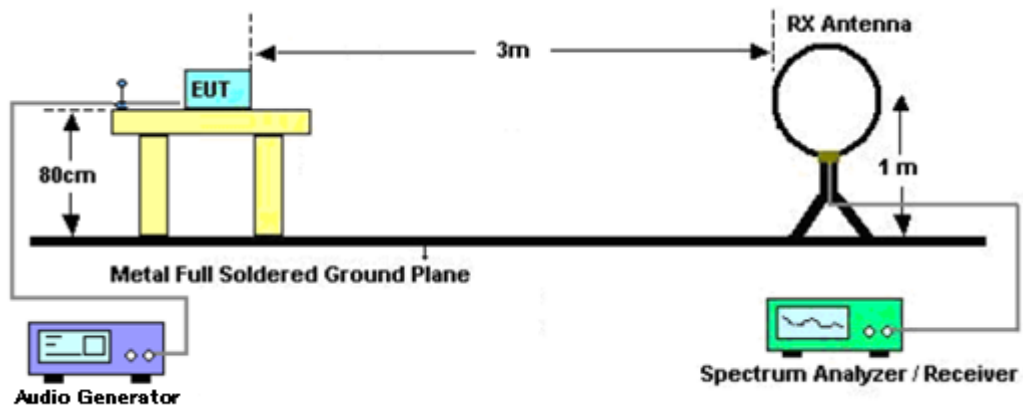 RX Antenna
3m
EUT
80cm
1 m
Metal Full Soldered Ground Plane
Spectrum Analyzer / Receiver
Audio Generator